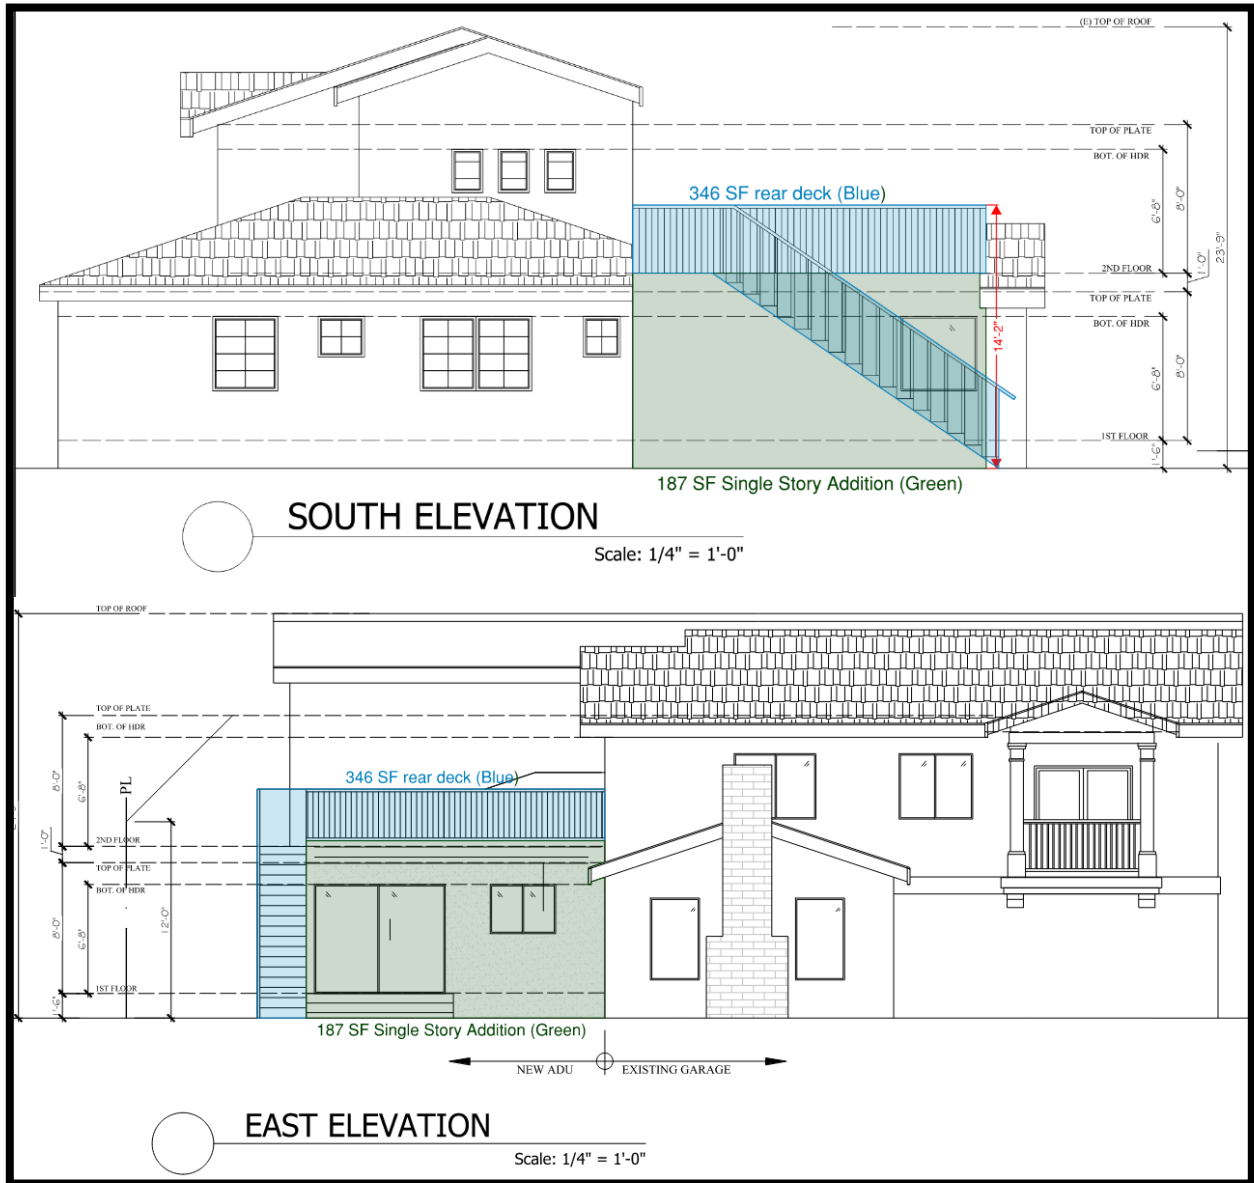 (E) TOP OF ROOF
TOP OF PLATE
BOT. OF HDR
346 SF rear deck (Blue)
6'-8"
8'-0"
23'-9"
2ND FLOOR
1'-0"
TOP OF PLATE
BOT. OF HDR
14'-2"
6'-8"
8'-0"
1ST FLOOR
1'-6"
187 SF Single Story Addition (Green)
SOUTH ELEVATION
Scale: 1/4" = 1'-0"
TOP OF ROOF
TOP OF PLATE
BOT. OF HDR
8'-0"
6'-8"
PL
346 SF rear deck (Blue)
1'-0"
2ND FLOOR
TOP OF PLATE
BOT. OF HDR
8'-0"
6'-8"
12'-0"
1ST FLOOR
1'-6"
187 SF Single Story Addition (Green)
NEW ADU
EXISTING GARAGE
EAST ELEVATION
Scale: 1/4" = 1'-0"